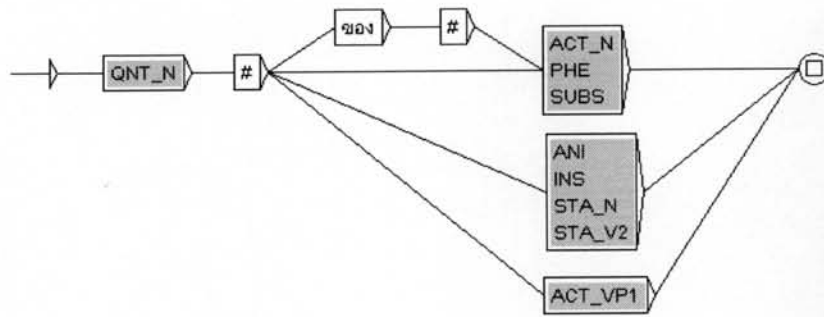 ของ
#
QNT_N
#
ACT_N
PHE
SUBS
ANI
INS
STA_N
STA_V2
ACT_VP1